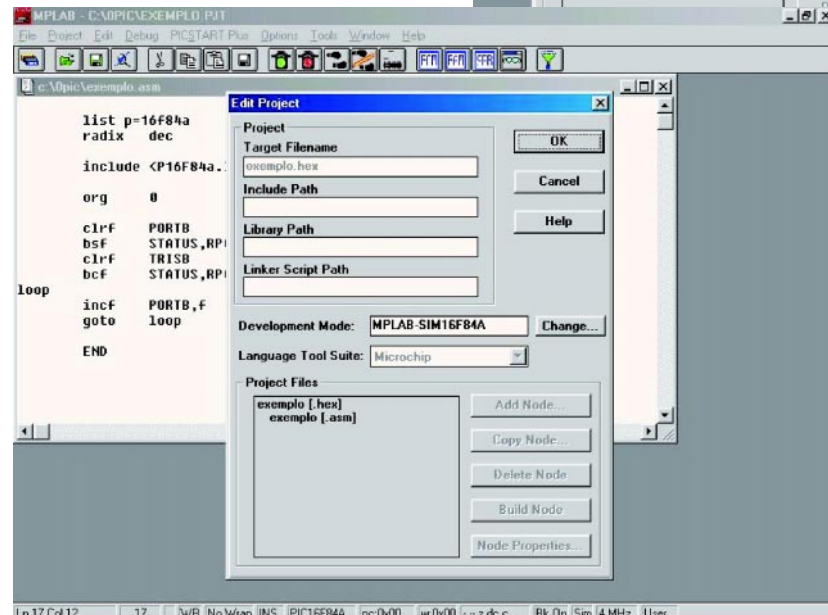 MPLAB - C:\0PIC\EXEMPLO.PJT
File Project Edit Debug PICSTART Plus Options Tools Window Help
c:\0pic\exemplo.asm
list p=16f84a
radix dec
include <P16F84a.
org 0
clrf PORTB
bsf STATUS,RP
clrf TRISB
bcf STATUS,RP
loop
incf PORTB,f
goto loop
END
Edit Project
Project
Target Filename
exemplo.hex
Include Path
Library Path
Linker Script Path
OK
Cancel
Help
Development Mode: MPLAB-SIM16F84A Change...
Language Tool Suite: Microchip
Project Files
exemplo [.hex]
exemplo [.asm]
Add Node...
Copy Node...
Delete Node
Build Node
Node Properties...
Ln 17 Col 12 17 WR No Wrap INS PIC16F84A pc:0x00 w:0x00 - - z dc c Bk On Sim 4 MHz User